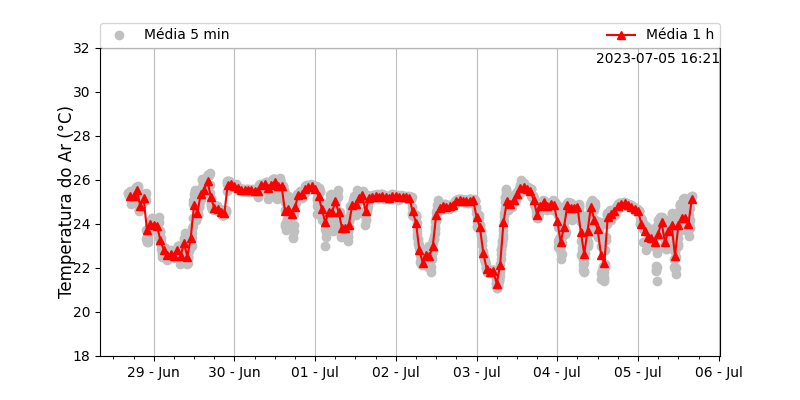 Média 5 min
Média 1 h
2023-07-05 16:21
Temperatura do Ar (°C)
32
30
28
26
24
22
20
18
29 - Jun
30 - Jun
01 - Jul
02 - Jul
03 - Jul
04 - Jul
05 - Jul
06 - Jul